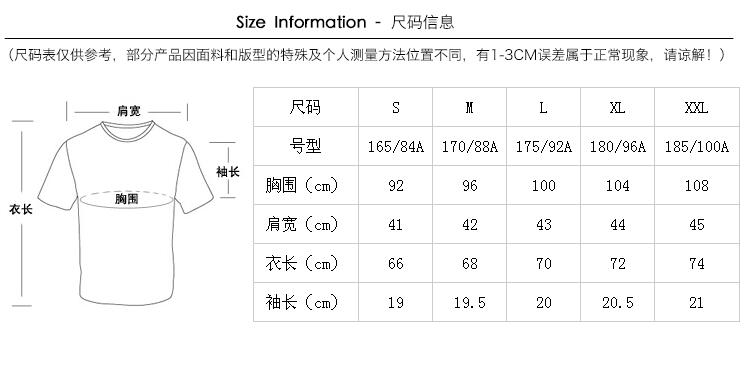 Size Information - 尺码信息
（尺码表仅供参考，部分产品因面料和版型的特殊及个人测量方法位置不同，有1-3CM误差属于正常现象，请谅解！）
肩宽
袖长
胸围
衣长
尺码 S M L XL XXL
号型 165/84A 170/88A 175/92A 180/96A 185/100A
胸围（cm） 92 96 100 104 108
肩宽（cm） 41 42 43 44 45
衣长（cm） 66 68 70 72 74
袖长（cm） 19 19.5 20 20.5 21